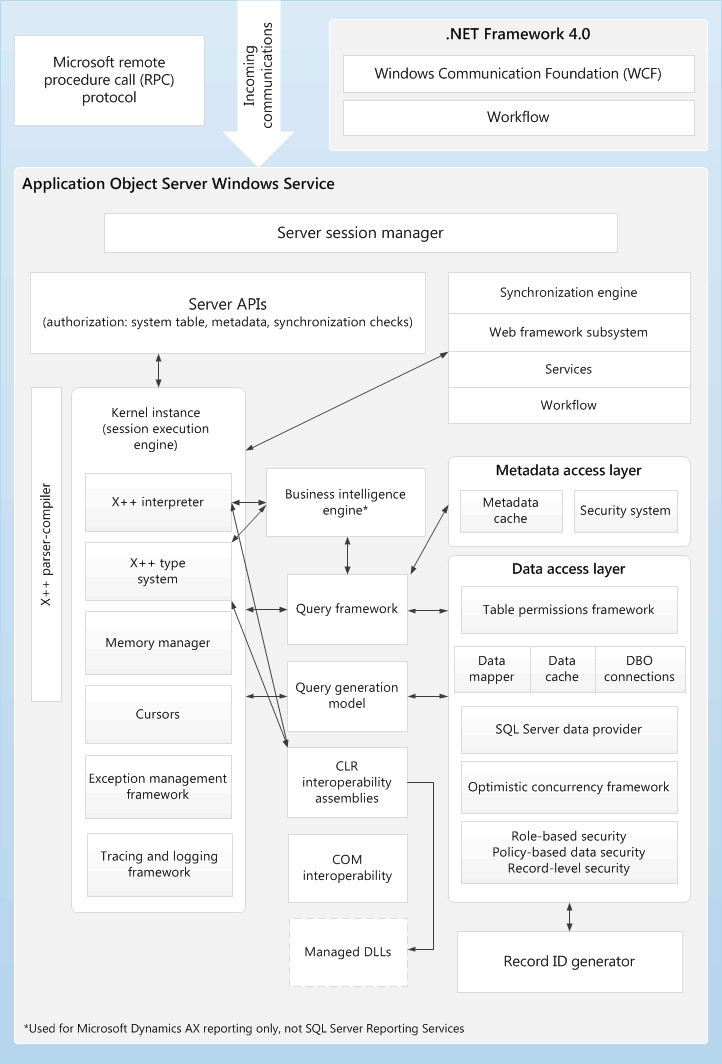 Microsoft remote
procedure call (RPC)
protocol
Incoming
communications
.NET Framework 4.0
Windows Communication Foundation (WCF)
Workflow
Application Object Server Windows Service
Server session manager
Server APIs
(authorization: system table, metadata, synchronization checks)
Synchronization engine
Web framework subsystem
Services
Workflow
X++ parser-compiler
Kernel instance
(session execution
engine)
X++ interpreter
X++ type
system
Memory manager
Cursors
Exception management
framework
Tracing and logging
framework
Business intelligence
engine*
Query framework
Query generation
model
CLR
interoperability
assemblies
COM
interoperability
Managed DLLs
Metadata access layer
Metadata
cache
Security system
Data access layer
Table permissions framework
Data
mapper
Data
cache
DBO
connections
SQL Server data provider
Optimistic concurrency framework
Role-based security
Policy-based data security
Record-level security
Record ID generator
*Used for Microsoft Dynamics AX reporting only, not SQL Server Reporting Services